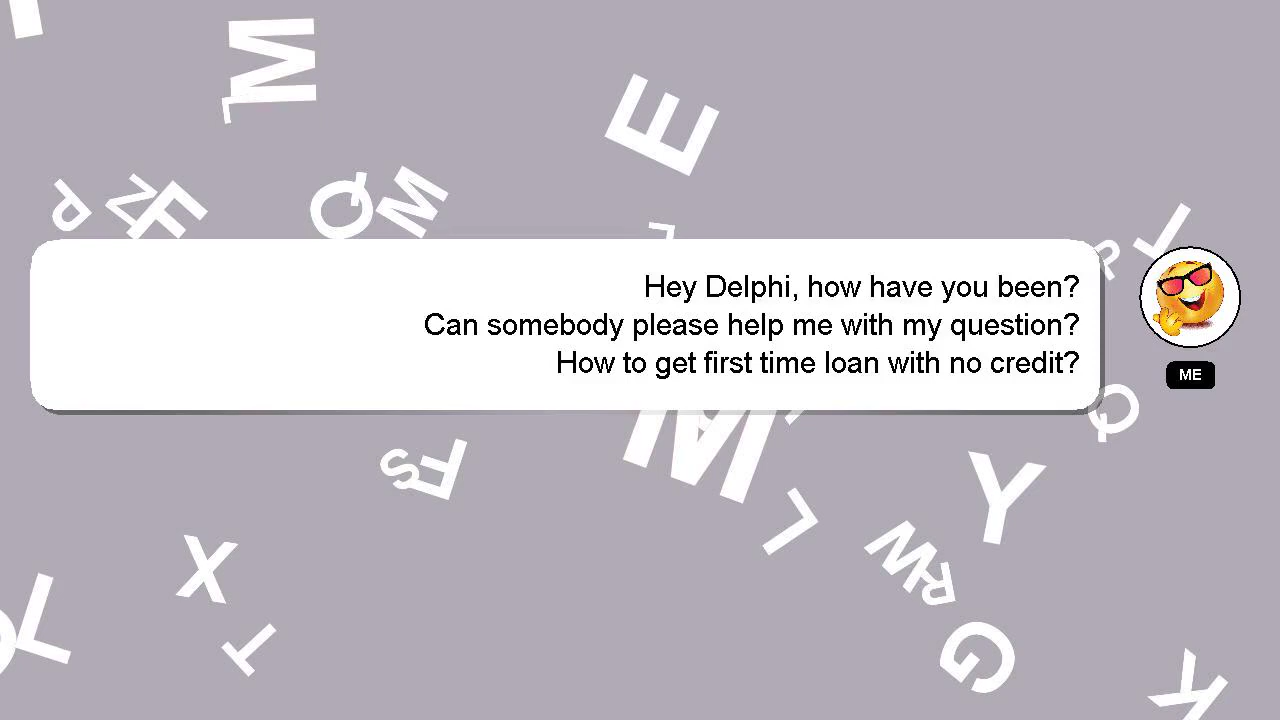 Hey Delphi, how have you been?
Can somebody please help me with my question?
How to get first time loan with no credit?
ME
M
L
E
P
Z
F
Q
M
L
P
L
Q
M
S
F
Y
L
X
W
R
T
G
K